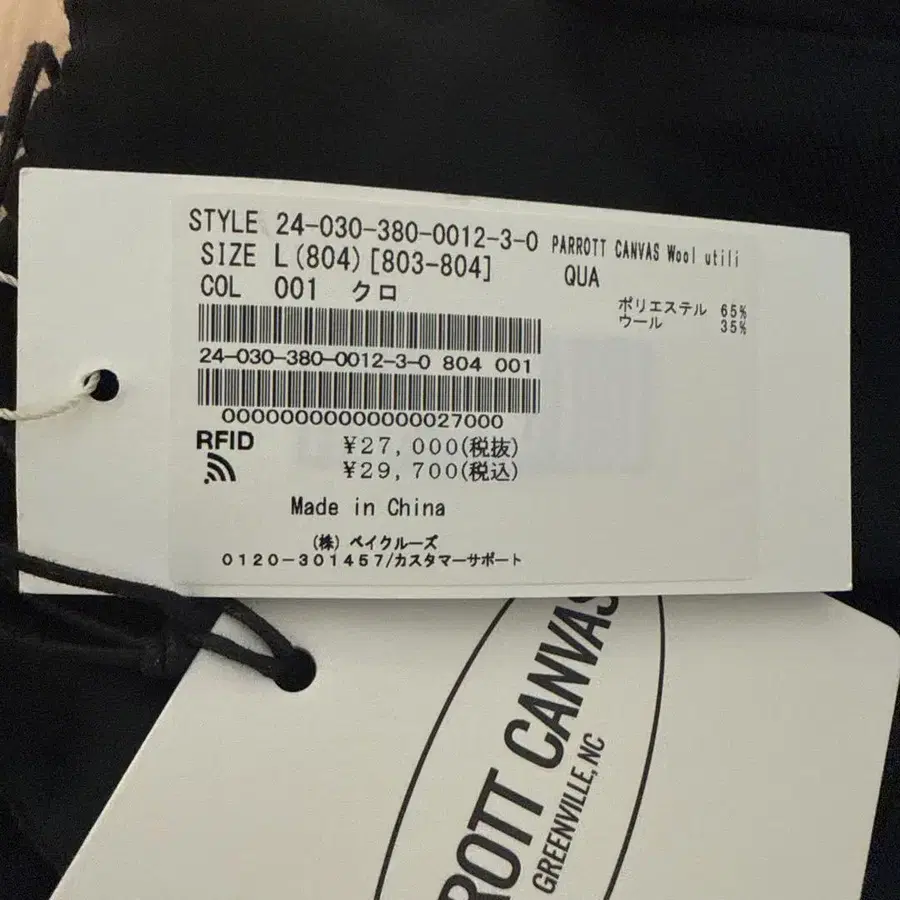 STYLE 24-030-380-0012-3-0 PARROTT CANVAS Wool utili
SIZE L(804)[803-804] QUA
COL 001 クロ
ポリエステル 65%
ウール 35%
24-030-380-0012-3-0 804 001
00000000000000027000
RFID
¥27,000(税抜)
¥29,700(税込)
Made in China
(株) ベイクルーズ
0120-301457/カスタマーサポート
ROTT CANVAS
GREENVILLE, NC